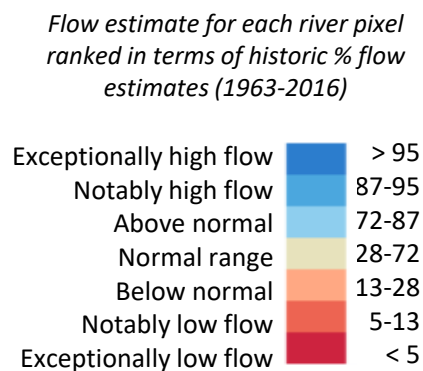 Flow estimate for each river pixel
ranked in terms of historic % flow
estimates (1963-2016)
Exceptionally high flow > 95
Notably high flow 87-95
Above normal 72-87
Normal range 28-72
Below normal 13-28
Notably low flow 5-13
Exceptionally low flow < 5